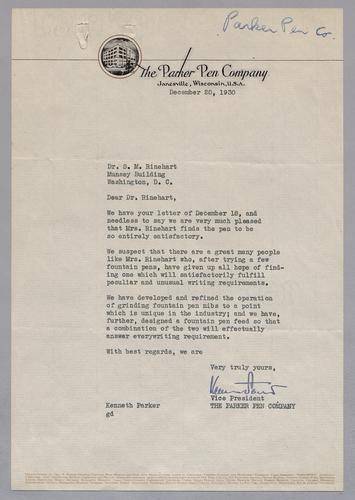 Parker Pen Co.
The Parker Pen Company
Janesville, Wisconsin, U.S.A.
December 20, 1930
Dr. S. M. Rinehart
Munsey Building
Washington, D. C.
Dear Dr. Rinehart,
We have your letter of December 18, and
needless to say we are very much pleased
that Mrs. Rinehart finds the pen to be
so entirely satisfactory.
We suspect that there are a great many people
like Mrs. Rinehart who, after trying a few
fountain pens, have given up all hope of find-
ing one which will satisfactorily fulfill
peculiar and unusual writing requirements.
We have developed and refined the operation
of grinding fountain pen nibs to a point
which is unique in the industry; and we have,
further, designed a fountain pen feed so that
a combination of the two will effectually
answer everywriting requirement.
With best regards, we are
Very truly yours,
Vice President
Kenneth Parker THE PARKER PEN COMPANY
gd